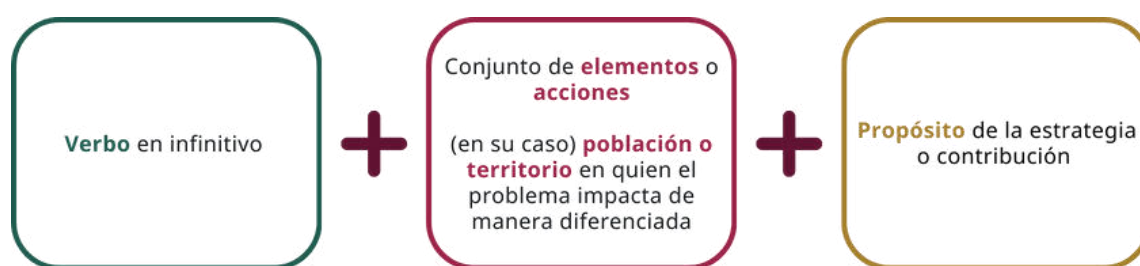 Verbo en infinitivo
Conjunto de elementos o
acciones
(en su caso) población o
territorio en quien el
problema impacta de
manera diferenciada
Propósito de la estrategia
o contribución